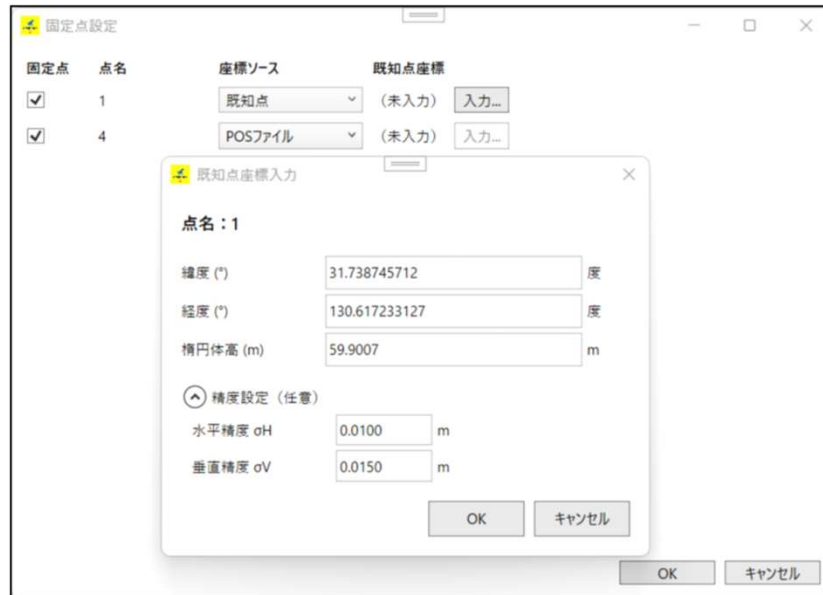 固定点設定
固定点 点名 座標ソース 既知点座標
1 既知点 (未入力) 入力...
4 POSファイル (未入力) 入力...
既知点座標入力
点名：1
緯度 (°) 31.738745712 度
経度 (°) 130.617233127 度
楕円体高 (m) 59.9007 m
精度設定（任意）
水平精度 σH 0.0100 m
垂直精度 σV 0.0150 m
OK キャンセル
OK キャンセル